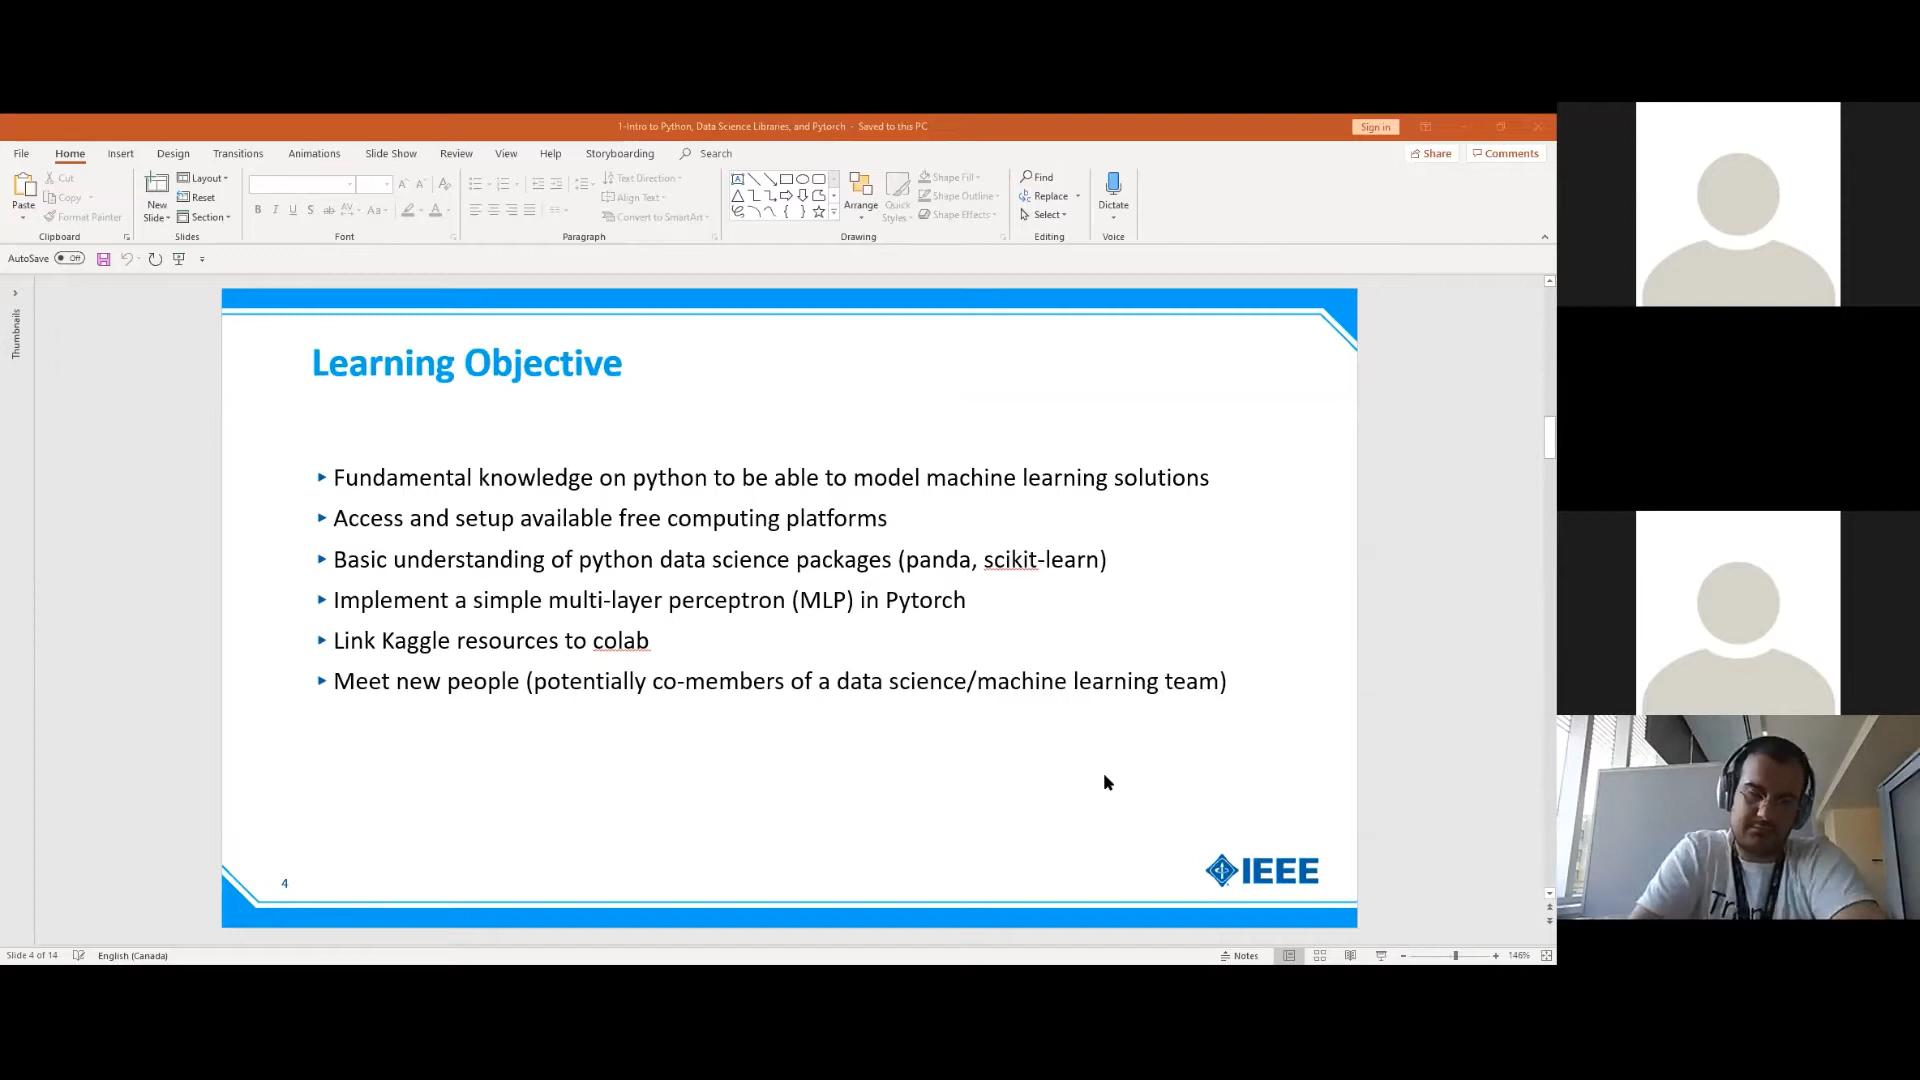 1-Intro to Python, Data Science Libraries, and Pytorch - Saved to this PC
Sign in
File Home Insert Design Transitions Animations Slide Show Review View Help Storyboarding Search
Share Comments
Paste
Cut
Copy
Format Painter
Clipboard
New Slide
Layout
Reset
Section
Slides
B I U S ab AV Aa A
Font
Text Direction
Align Text
Convert to SmartArt
Paragraph
Arrange
Quick Styles
Shape Fill
Shape Outline
Shape Effects
Drawing
Find
Replace
Select
Editing
Dictate
Voice
AutoSave Off
Thumbnails
Learning Objective
Fundamental knowledge on python to be able to model machine learning solutions
Access and setup available free computing platforms
Basic understanding of python data science packages (panda, scikit-learn)
Implement a simple multi-layer perceptron (MLP) in Pytorch
Link Kaggle resources to colab
Meet new people (potentially co-members of a data science/machine learning team)
4
IEEE
Slide 4 of 14 English (Canada)
Notes
146%